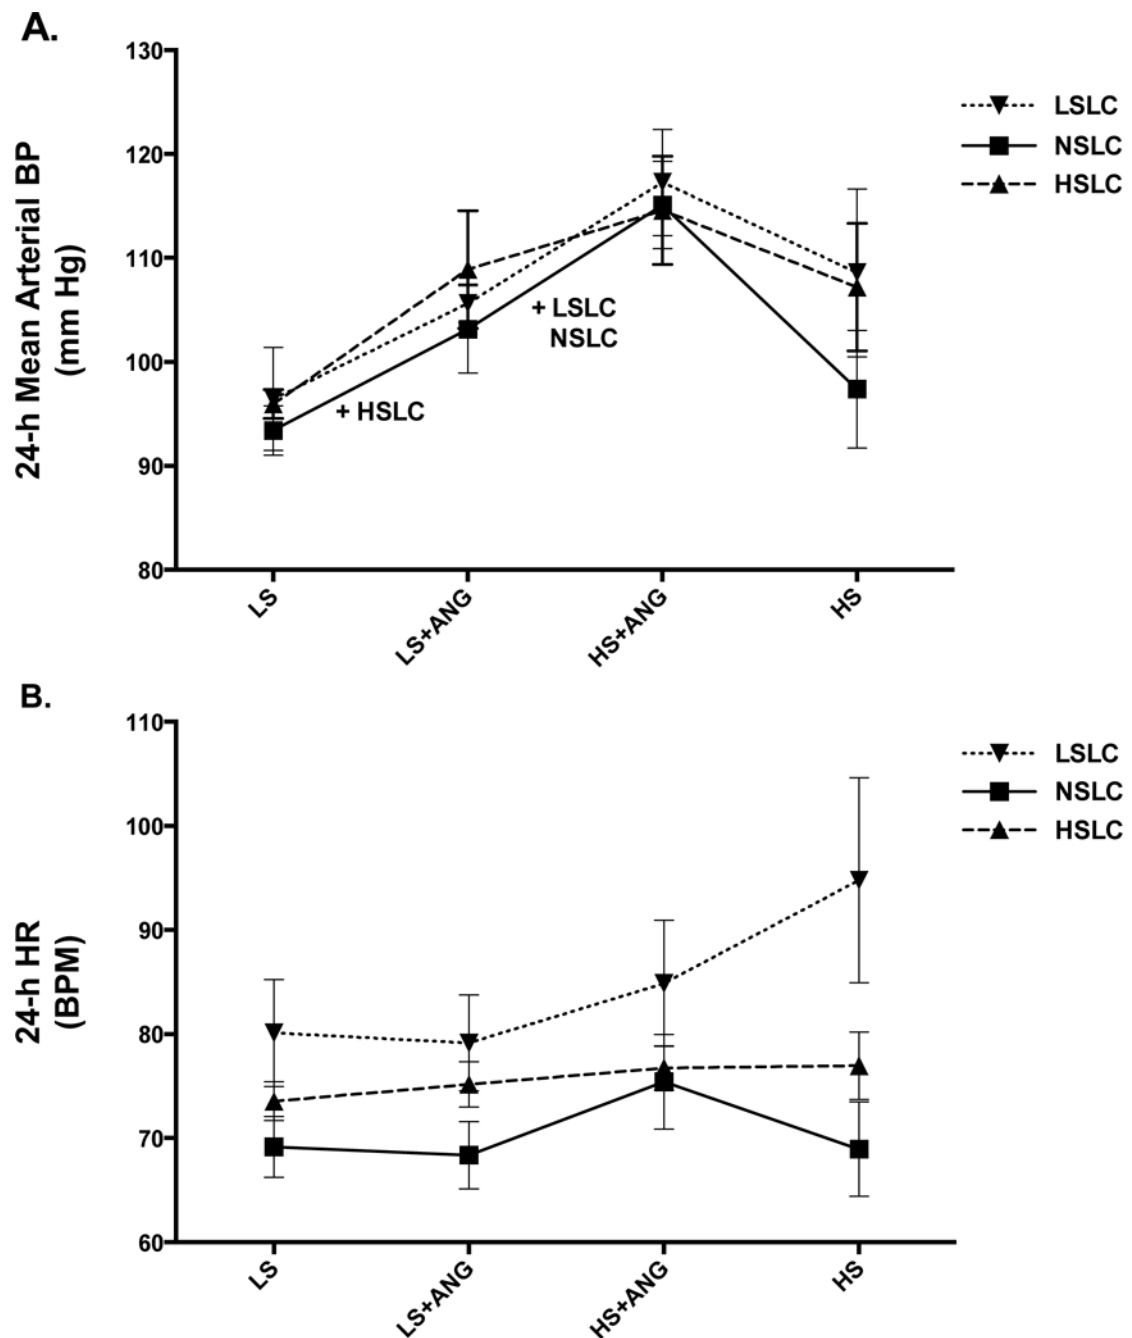 A.
24-h Mean Arterial BP
(mm Hg)
130
120
110
100
90
80
LS
LS+ANG
HS+ANG
HS
+ HSLC
+ LSLC
NSLC
LSLC
NSLC
HSLC
B.
24-h HR
(BPM)
110
100
90
80
70
60
LS
LS+ANG
HS+ANG
HS
LSLC
NSLC
HSLC